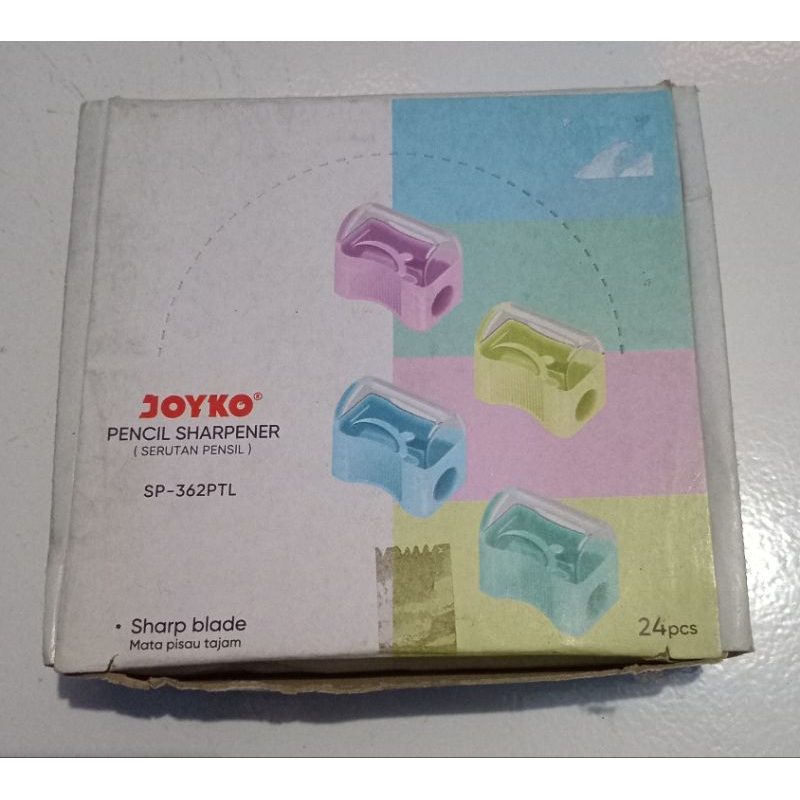 JOYKO®
PENCIL SHARPENER
( SERUTAN PENSIL )
SP-362PTL
• Sharp blade
Mata pisau tajam
24pcs